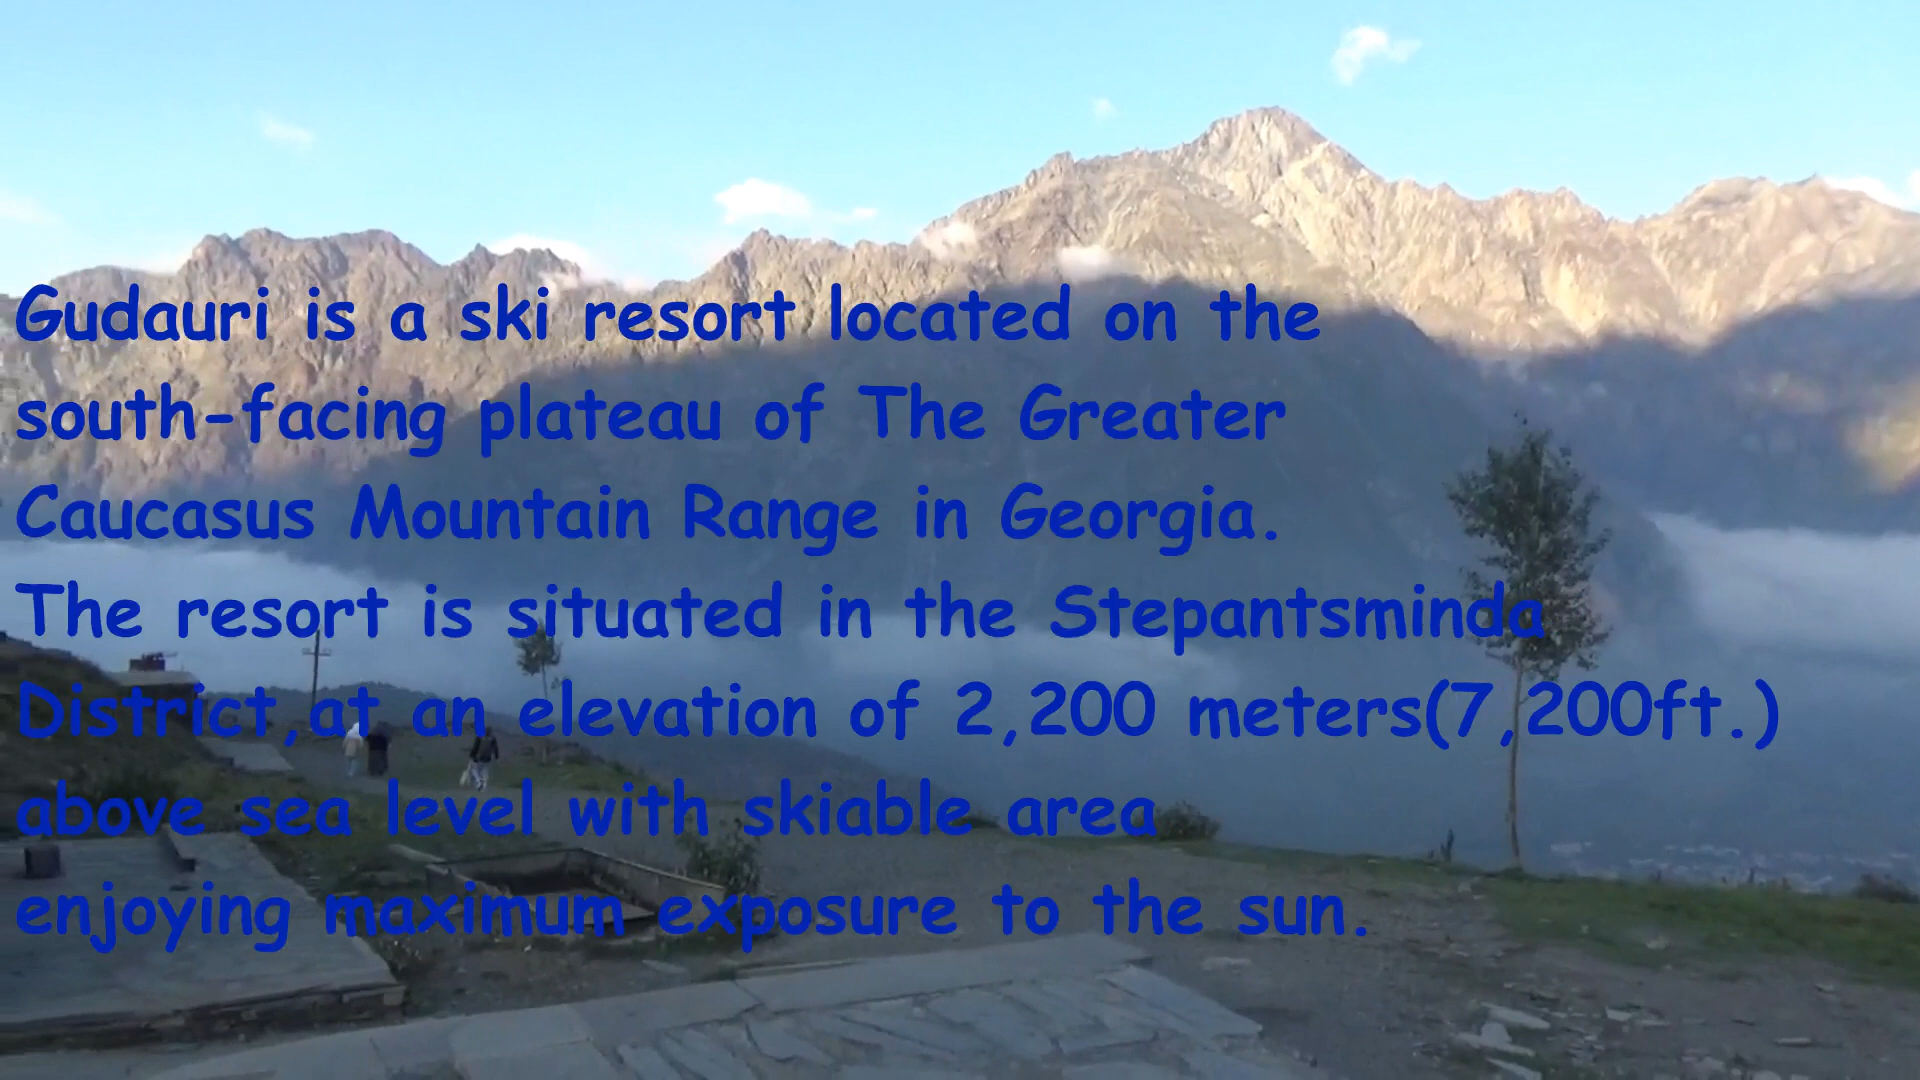 Gudauri is a ski resort located on the
south-facing plateau of The Greater
Caucasus Mountain Range in Georgia.
The resort is situated in the Stepantsminda
District,at an elevation of 2,200 meters(7,200ft.)
above sea level with skiable area
enjoying maximum exposure to the sun.